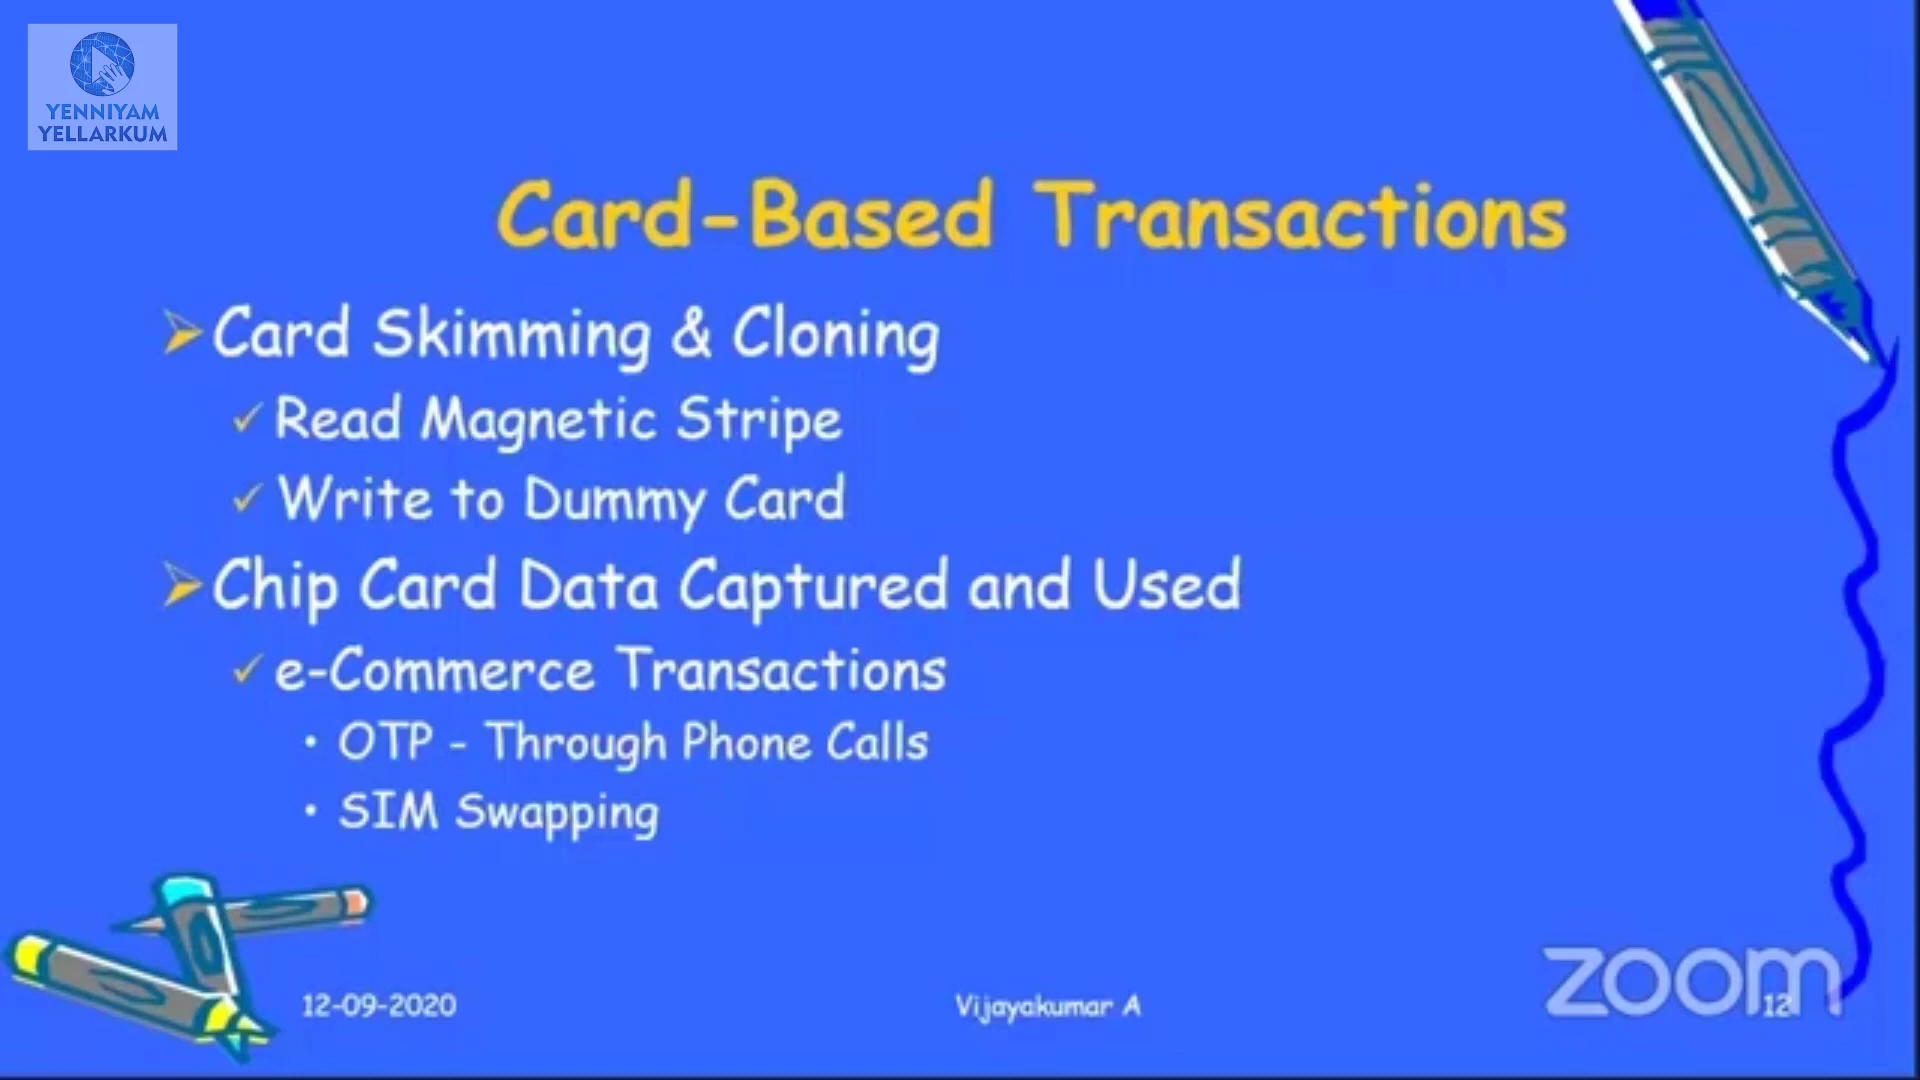 YENNIYAM
YELLARKUM
Card-Based Transactions
Card Skimming & Cloning
Read Magnetic Stripe
Write to Dummy Card
Chip Card Data Captured and Used
e-Commerce Transactions
• OTP - Through Phone Calls
• SIM Swapping
12-09-2020
Vijayakumar A
12
zoom